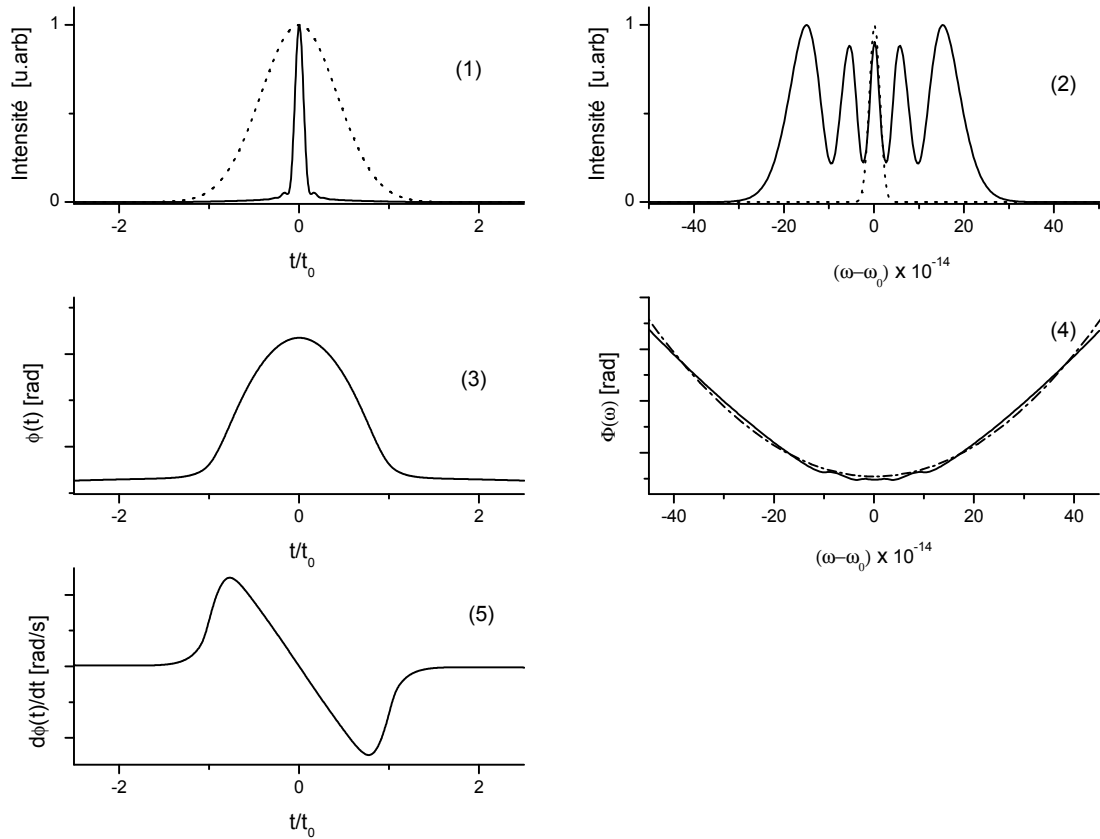 Intensité [u.arb]
1
0
(1)
-2
0
2
t/t0
Intensité [u.arb]
1
0
(2)
-40
-20
0
20
40
(ω−ω0) x 10-14
ϕ(t) [rad]
(3)
-2
0
2
t/t0
Φ(ω) [rad]
(4)
-40
-20
0
20
40
(ω−ω0) x 10-14
dϕ(t)/dt [rad/s]
(5)
-2
0
2
t/t0